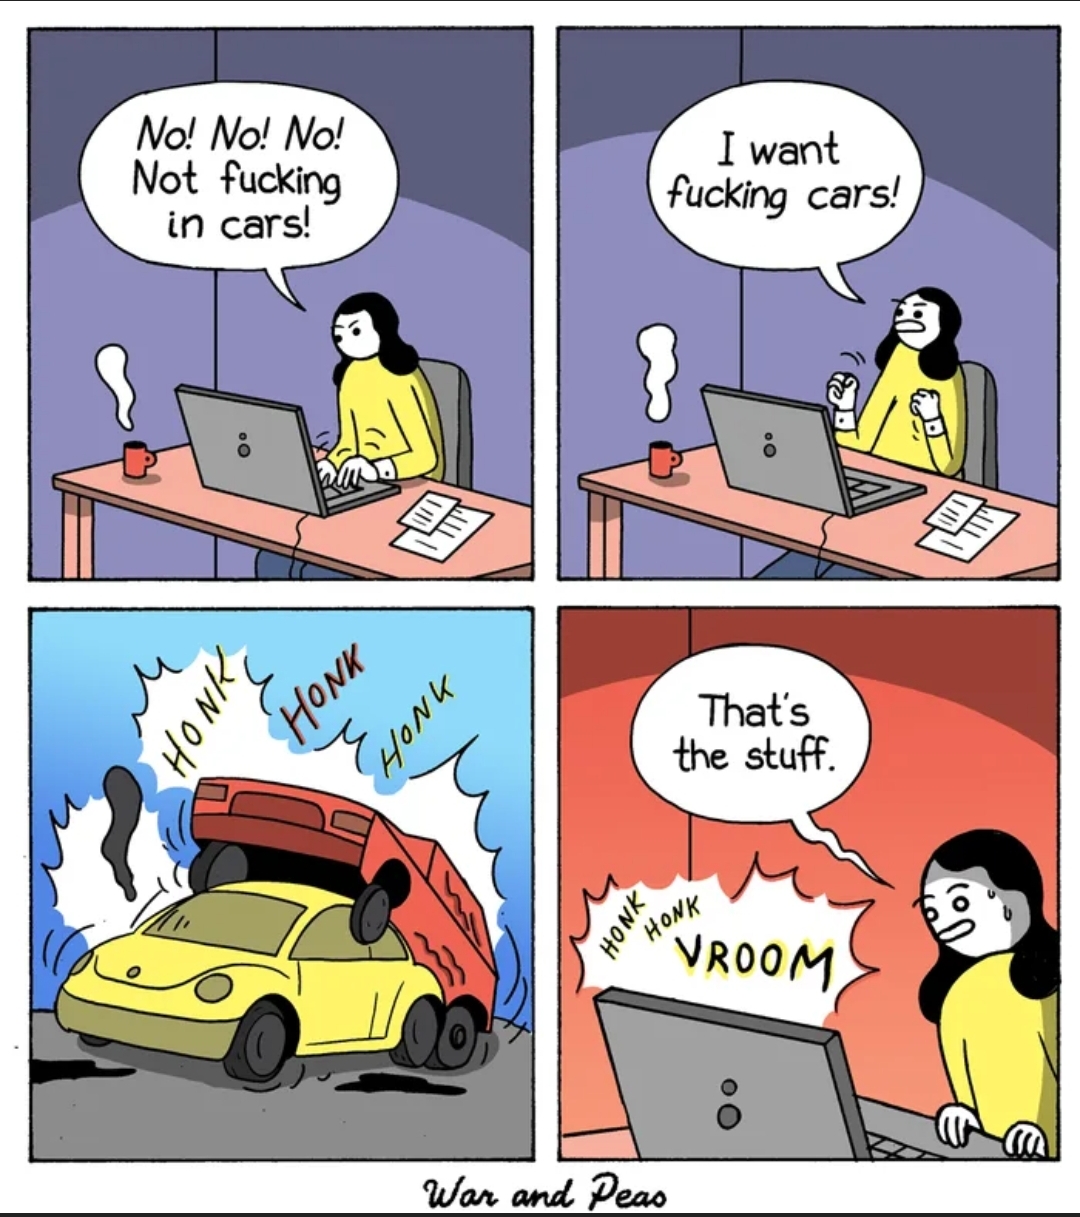 No! No! No!
Not fucking
in cars!
I want
fucking cars!
HONK
HONK
HONK
That's
the stuff.
HONK
HONK
VROOM
War and Peas